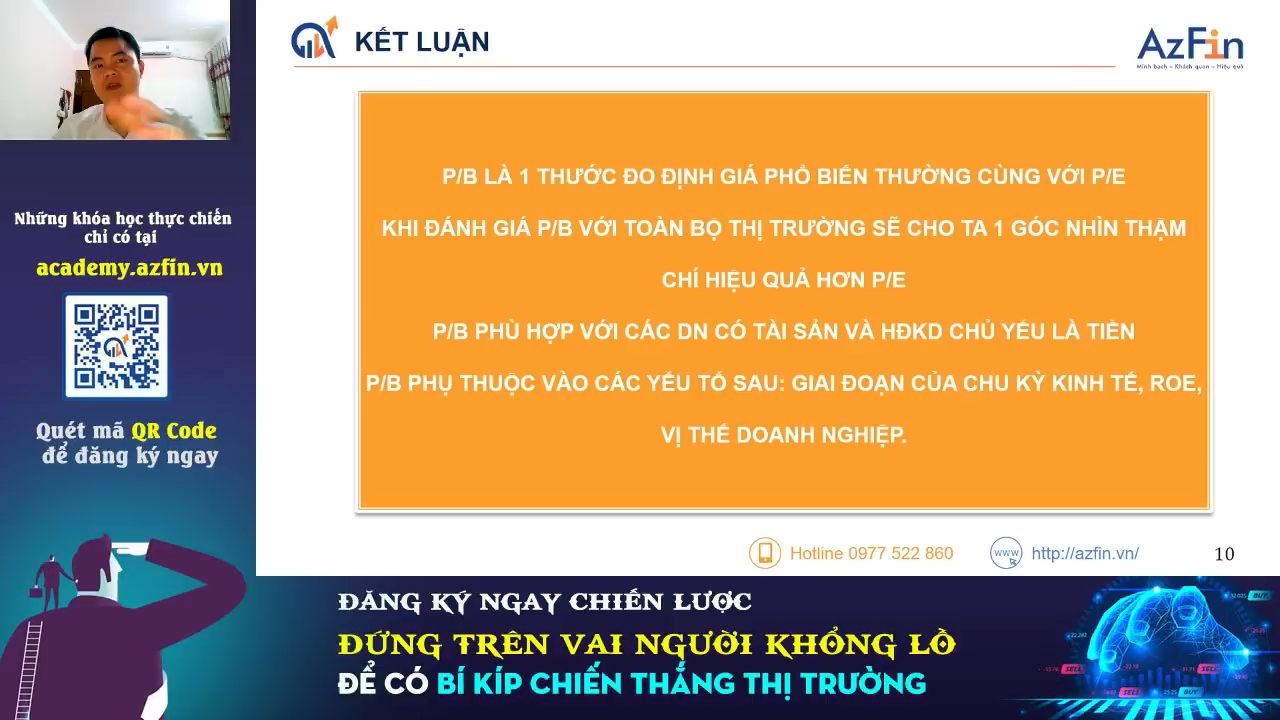 KẾT LUẬN
AzFin
Minh bạch – Khách quan – Hiệu quả
P/B LÀ 1 THƯỚC ĐO ĐỊNH GIÁ PHỔ BIẾN THƯỜNG CÙNG VỚI P/E
KHI ĐÁNH GIÁ P/B VỚI TOÀN BỘ THỊ TRƯỜNG SẼ CHO TA 1 GÓC NHÌN THẬM
CHÍ HIỆU QUẢ HƠN P/E
P/B PHÙ HỢP VỚI CÁC DN CÓ TÀI SẢN VÀ HĐKD CHỦ YẾU LÀ TIỀN
P/B PHỤ THUỘC VÀO CÁC YẾU TỐ SAU: GIAI ĐOẠN CỦA CHU KỲ KINH TẾ, ROE,
VỊ THẾ DOANH NGHIỆP.
Hotline 0977 522 860
www
http://azfin.vn/
10
Những khóa học thực chiến
chỉ có tại
academy.azfin.vn
Quét mã QR Code
để đăng ký ngay
ĐĂNG KÝ NGAY CHIẾN LƯỢC
ĐỨNG TRÊN VAI NGƯỜI KHỔNG LỒ
ĐỂ CÓ BÍ KÍP CHIẾN THẮNG THỊ TRƯỜNG
BUY
SELL
SELL
SELL
BUY